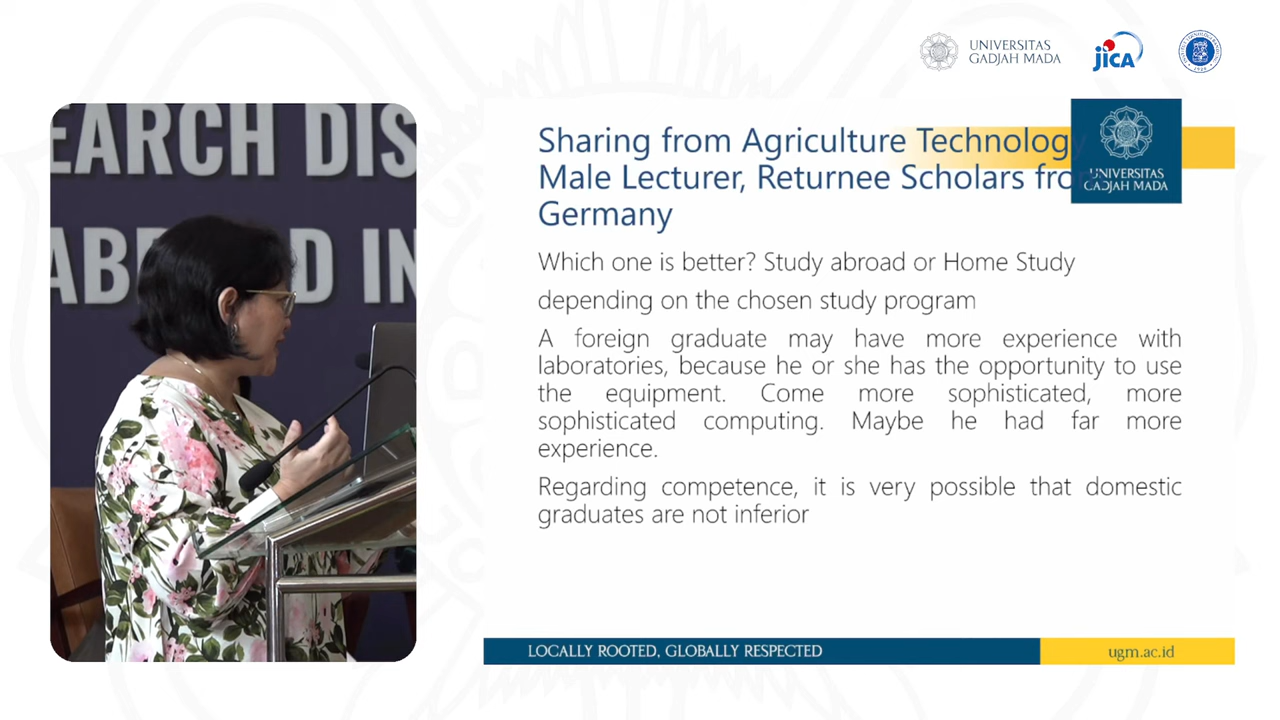 UNIVERSITAS
GADJAH MADA
JICA
EARCH DIS
AB
D IN
Sharing from Agriculture Technology
Male Lecturer, Returnee Scholars from
Germany
UNIVERSITAS
GADJAH MADA
Which one is better? Study abroad or Home Study
depending on the chosen study program
A foreign graduate may have more experience with
laboratories, because he or she has the opportunity to use
the equipment. Come more sophisticated, more
sophisticated computing. Maybe he had far more
experience.
Regarding competence, it is very possible that domestic
graduates are not inferior
LOCALLY ROOTED, GLOBALLY RESPECTED
ugm.ac.id